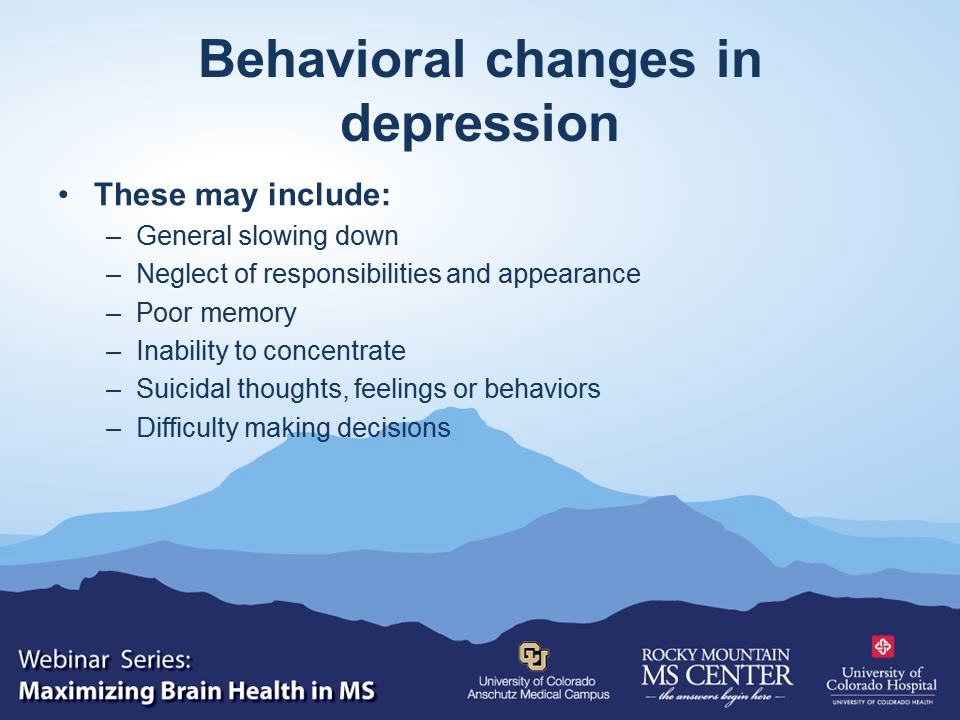 Behavioral changes in
depression
• These may include:
– General slowing down
– Neglect of responsibilities and appearance
– Poor memory
– Inability to concentrate
– Suicidal thoughts, feelings or behaviors
– Difficulty making decisions
Webinar Series:
Maximizing Brain Health in MS
CU
University of Colorado
Anschutz Medical Campus
ROCKY MOUNTAIN
MS CENTER
the answers begin here
University of
Colorado Hospital
UNIVERSITY OF COLORADO HEALTH